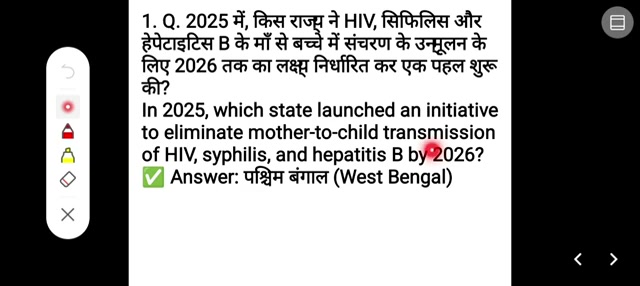 1. Q. 2025 में, किस राज्य ने HIV, सिफिलिस और
हेपेटाइटिस B के माँ से बच्चे में संचरण के उन्मूलन के
लिए 2026 तक का लक्ष्य निर्धारित कर एक पहल शुरू
की?
In 2025, which state launched an initiative
to eliminate mother-to-child transmission
of HIV, syphilis, and hepatitis B by 2026?
✅ Answer: पश्चिम बंगाल (West Bengal)